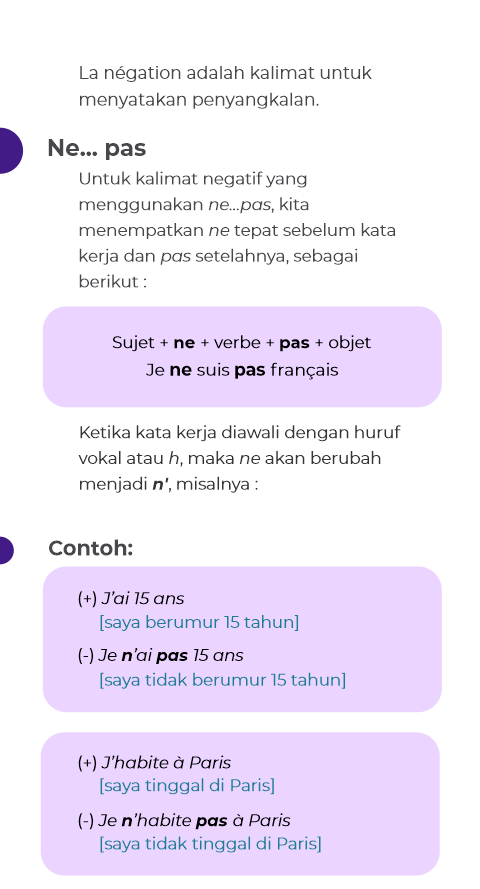 La négation adalah kalimat untuk
menyatakan penyangkalan.
Ne... pas
Untuk kalimat negatif yang
menggunakan ne...pas, kita
menempatkan ne tepat sebelum kata
kerja dan pas setelahnya, sebagai
berikut :
Sujet + ne + verbe + pas + objet
Je ne suis pas français
Ketika kata kerja diawali dengan huruf
vokal atau h, maka ne akan berubah
menjadi n', misalnya :
Contoh:
(+) J'ai 15 ans
[saya berumur 15 tahun]
(-) Je n'ai pas 15 ans
[saya tidak berumur 15 tahun]
(+) J'habite à Paris
[saya tinggal di Paris]
(-) Je n'habite pas à Paris
[saya tidak tinggal di Paris]